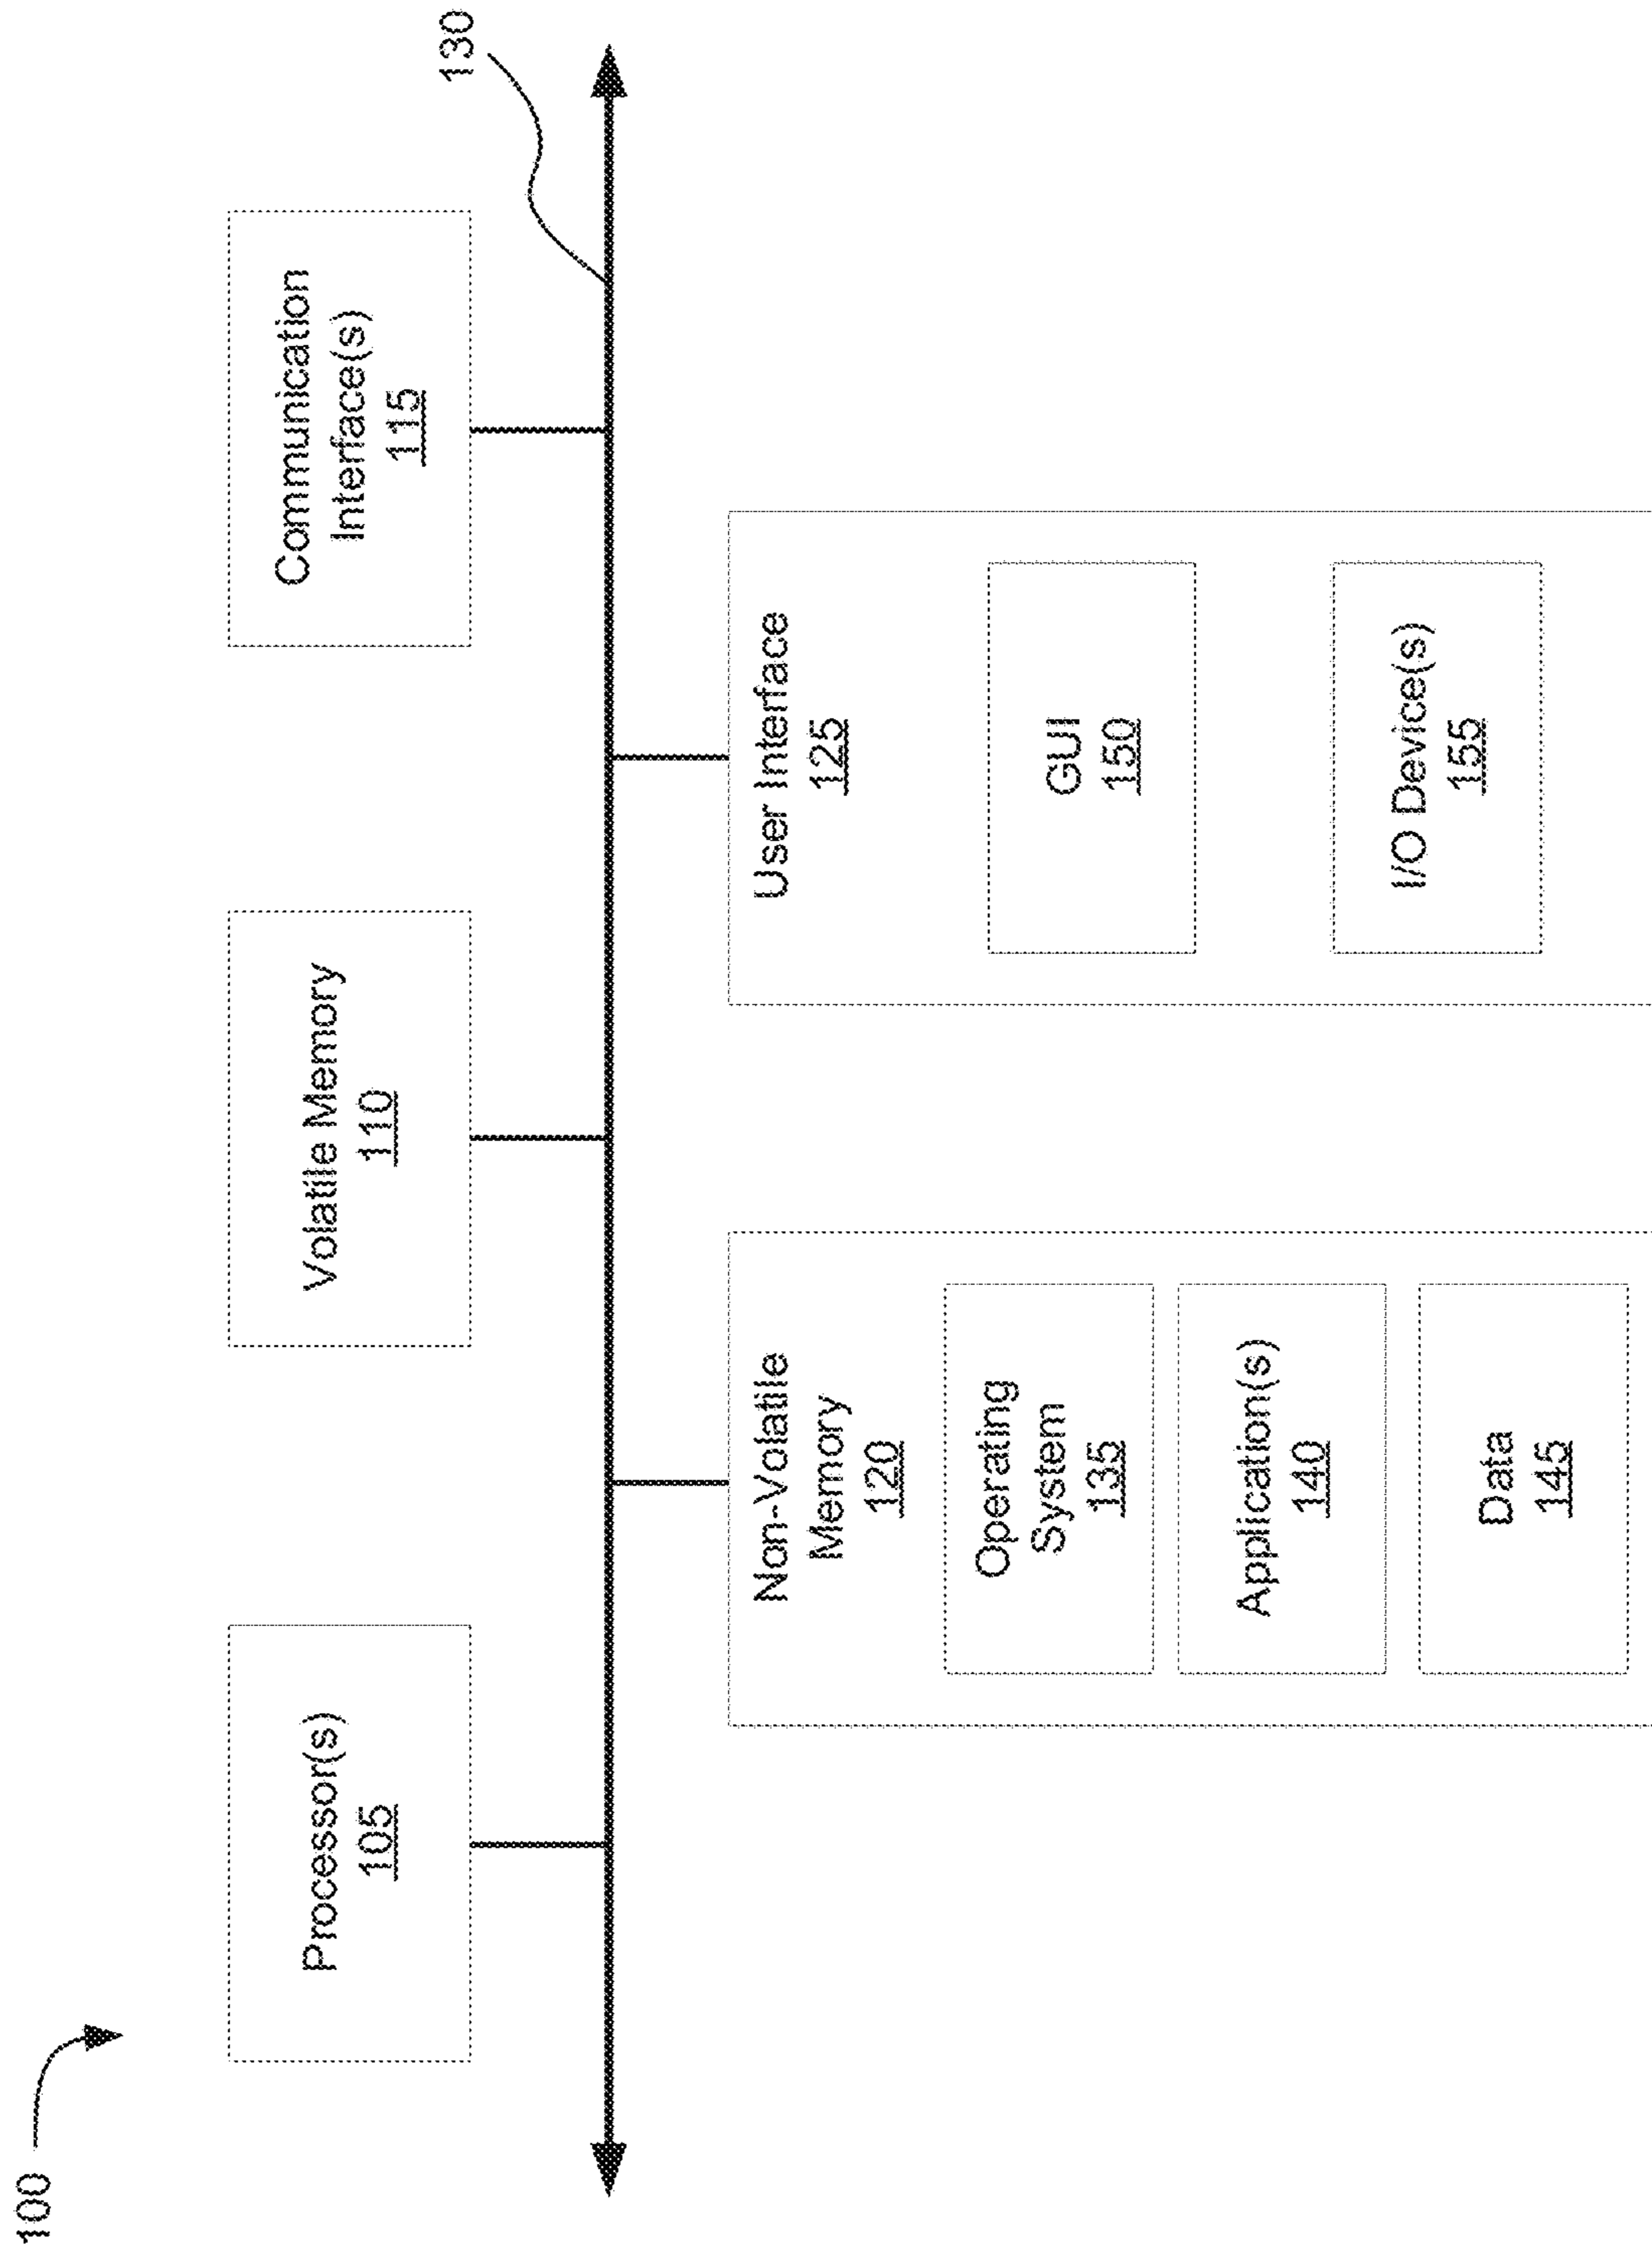 100
Processor(s)
105
Volatile Memory
110
Communication
Interface(s)
115
130
Non-Volatile
Memory
120
Operating
System
135
Application(s)
140
Data
145
User Interface
125
GUI
150
I/O Device(s)
155